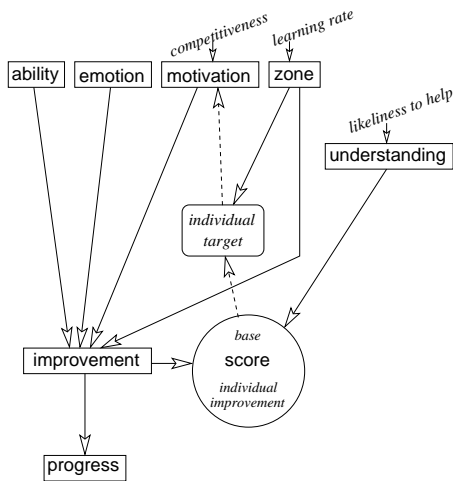 competitiveness
learning rate
ability
emotion
motivation
zone
likeliness to help
understanding
individual
target
base
score
individual
improvement
improvement
progress